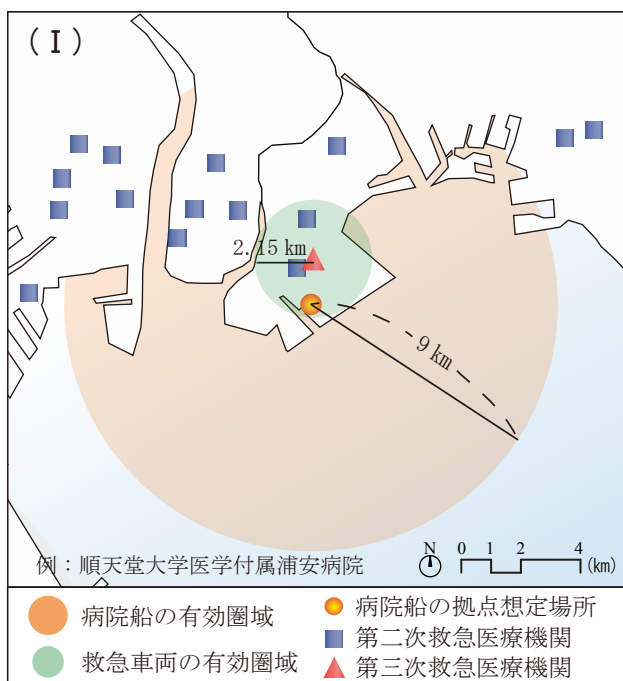 (Ⅰ)
2.15 km
9 km
例：順天堂大学医学付属浦安病院
N
0 1 2 4
(km)
病院船の有効圏域
救急車両の有効圏域
病院船の拠点想定場所
第二次救急医療機関
第三次救急医療機関